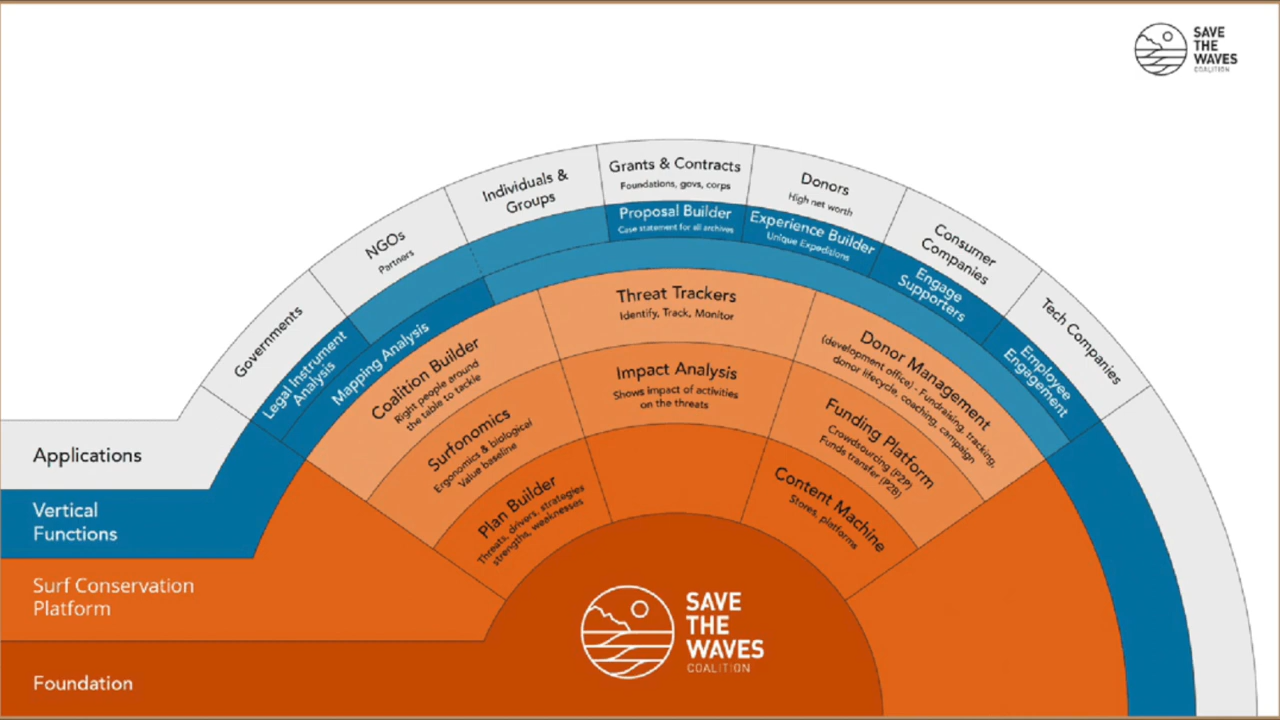 SAVE
THE
WAVES
COALITION
Governments
NGOs
Partners
Individuals &
Groups
Grants & Contracts
Foundations, govs, corps
Donors
High net worth
Consumer
Companies
Tech Companies
Legal Instrument
Analysis
Mapping Analysis
Proposal Builder
Case statement for all archives
Experience Builder
Unique Expeditions
Engage
Supporters
Employee
Engagement
Coalition Builder
Right people around
the table to tackle
Threat Trackers
Identify, Track, Monitor
Donor Management
(development office) - Fundraising, tracking,
donor lifecycle, coaching, campaign
Surfonomics
Ergonomics & biological
Value baseline
Impact Analysis
Shows impact of activities
on the threats
Funding Platform
Crowdsourcing (P2P)
Funds transfer (P2B)
Plan Builder
Threats, drivers, strategies
strengths, weaknesses
Content Machine
Stores, platforms
Applications
Vertical
Functions
Surf Conservation
Platform
Foundation
SAVE
THE
WAVES
COALITION